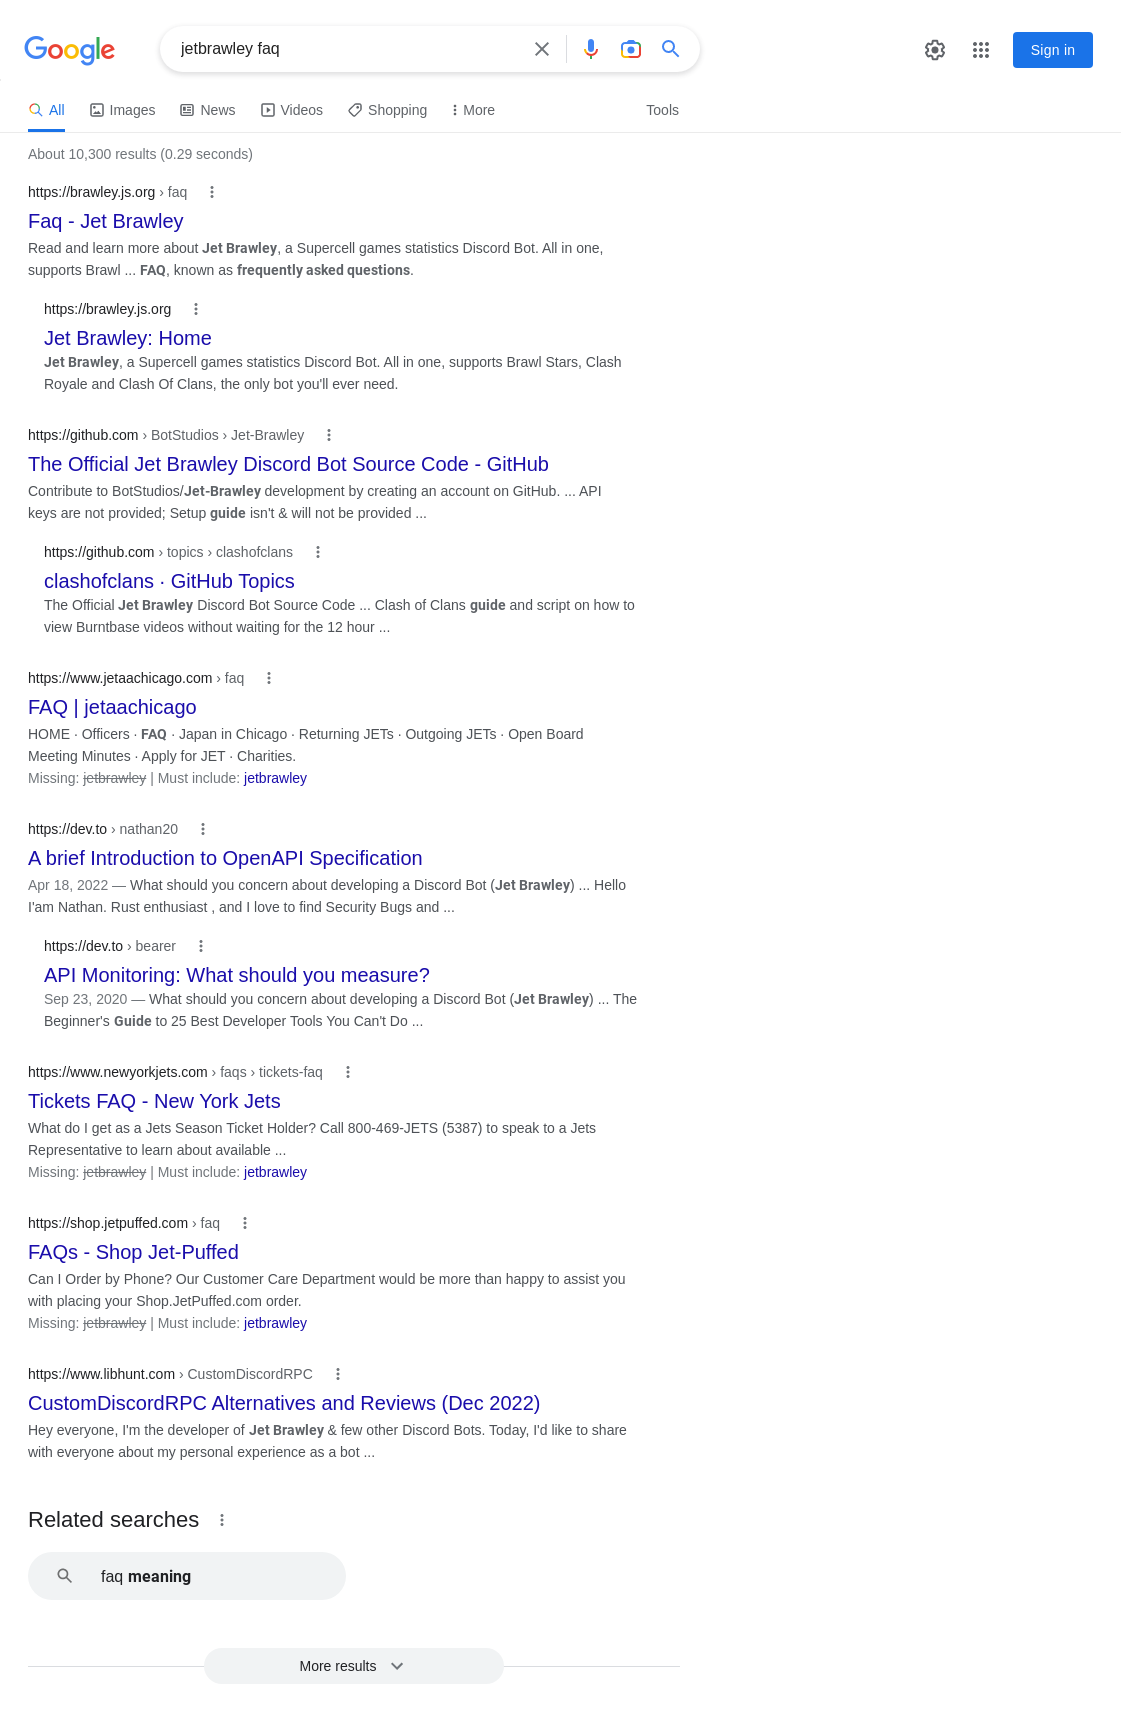 Google
jetbrawley faq
Sign in
All Images News Videos Shopping More Tools
About 10,300 results (0.29 seconds)
https://brawley.js.org › faq
Faq - Jet Brawley
Read and learn more about Jet Brawley, a Supercell games statistics Discord Bot. All in one,
supports Brawl ... FAQ, known as frequently asked questions.
https://brawley.js.org
Jet Brawley: Home
Jet Brawley, a Supercell games statistics Discord Bot. All in one, supports Brawl Stars, Clash
Royale and Clash Of Clans, the only bot you'll ever need.
https://github.com › BotStudios › Jet-Brawley
The Official Jet Brawley Discord Bot Source Code - GitHub
Contribute to BotStudios/Jet-Brawley development by creating an account on GitHub. ... API
keys are not provided; Setup guide isn't & will not be provided ...
https://github.com › topics › clashofclans
clashofclans · GitHub Topics
The Official Jet Brawley Discord Bot Source Code ... Clash of Clans guide and script on how to
view Burntbase videos without waiting for the 12 hour ...
https://www.jetaachicago.com › faq
FAQ | jetaachicago
HOME · Officers · FAQ · Japan in Chicago · Returning JETs · Outgoing JETs · Open Board
Meeting Minutes · Apply for JET · Charities.
Missing: jetbrawley | Must include: jetbrawley
https://dev.to › nathan20
A brief Introduction to OpenAPI Specification
Apr 18, 2022 — What should you concern about developing a Discord Bot (Jet Brawley) ... Hello
I'am Nathan. Rust enthusiast , and I love to find Security Bugs and ...
https://dev.to › bearer
API Monitoring: What should you measure?
Sep 23, 2020 — What should you concern about developing a Discord Bot (Jet Brawley) ... The
Beginner's Guide to 25 Best Developer Tools You Can't Do ...
https://www.newyorkjets.com › faqs › tickets-faq
Tickets FAQ - New York Jets
What do I get as a Jets Season Ticket Holder? Call 800-469-JETS (5387) to speak to a Jets
Representative to learn about available ...
Missing: jetbrawley | Must include: jetbrawley
https://shop.jetpuffed.com › faq
FAQs - Shop Jet-Puffed
Can I Order by Phone? Our Customer Care Department would be more than happy to assist you
with placing your Shop.JetPuffed.com order.
Missing: jetbrawley | Must include: jetbrawley
https://www.libhunt.com › CustomDiscordRPC
CustomDiscordRPC Alternatives and Reviews (Dec 2022)
Hey everyone, I'm the developer of Jet Brawley & few other Discord Bots. Today, I'd like to share
with everyone about my personal experience as a bot ...
Related searches
faq meaning
More results